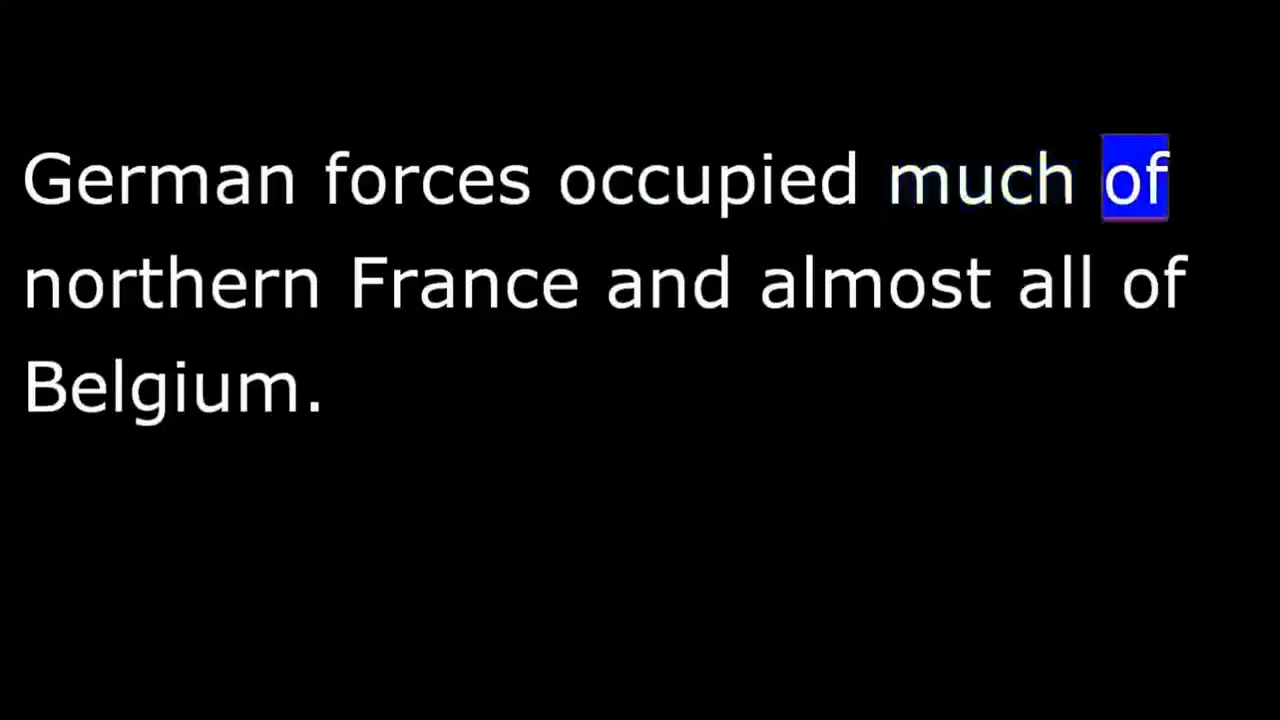 German forces occupied much of
northern France and almost all of
Belgium.